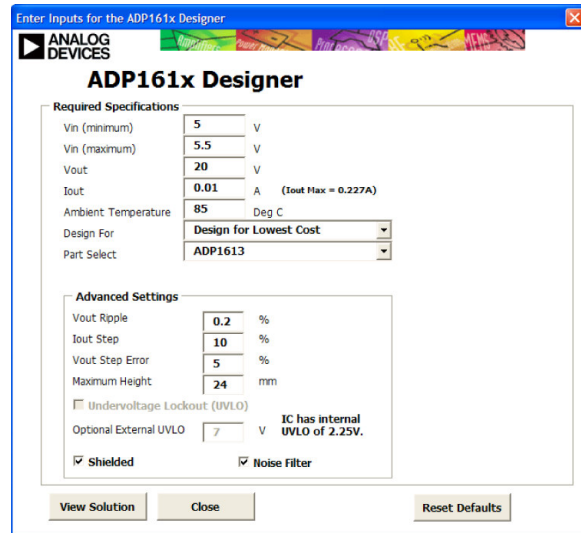 Enter Inputs for the ADP161x Designer
ANALOG
DEVICES
ADP161x Designer
Required Specifications
Vin (minimum) 5 V
Vin (maximum) 5.5 V
Vout 20 V
Iout 0.01 A (Iout Max = 0.227A)
Ambient Temperature 85 Deg C
Design For Design for Lowest Cost
Part Select ADP1613
Advanced Settings
Vout Ripple 0.2 %
Iout Step 10 %
Vout Step Error 5 %
Maximum Height 24 mm
Undervoltage Lockout (UVLO)
Optional External UVLO 7 V IC has internal
UVLO of 2.25V.
Shielded Noise Filter
View Solution Close Reset Defaults